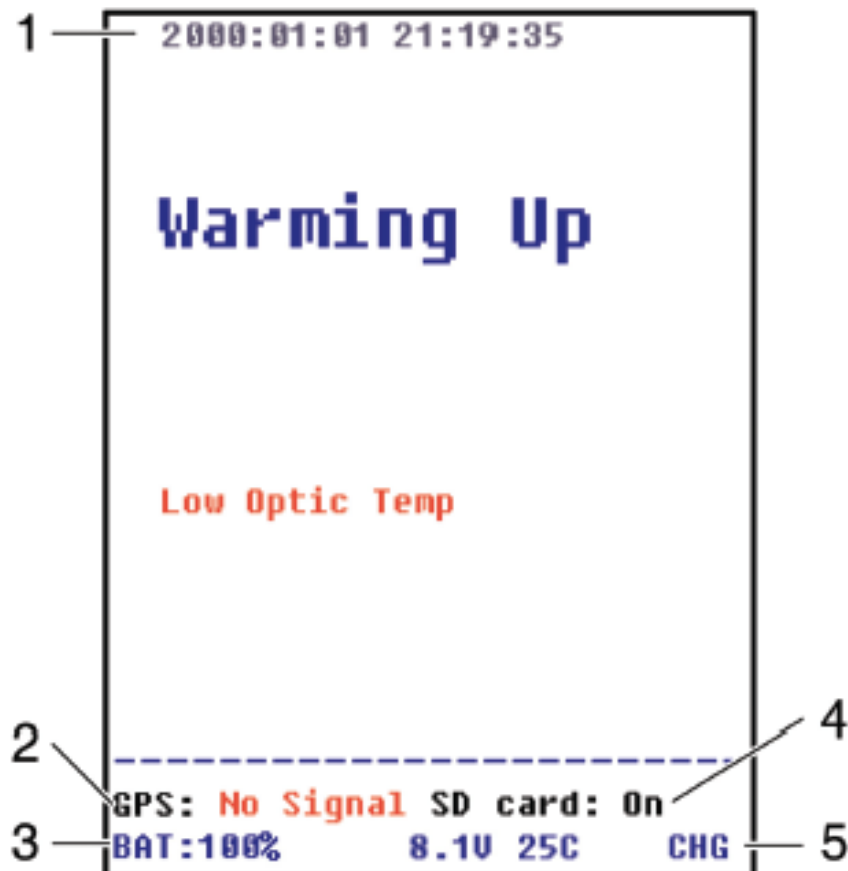 1
2000:01:01 21:19:35
Warming Up
Low Optic Temp
2
4
GPS: No Signal SD card: On
3
BAT:100% 8.1V 25C CHG
5